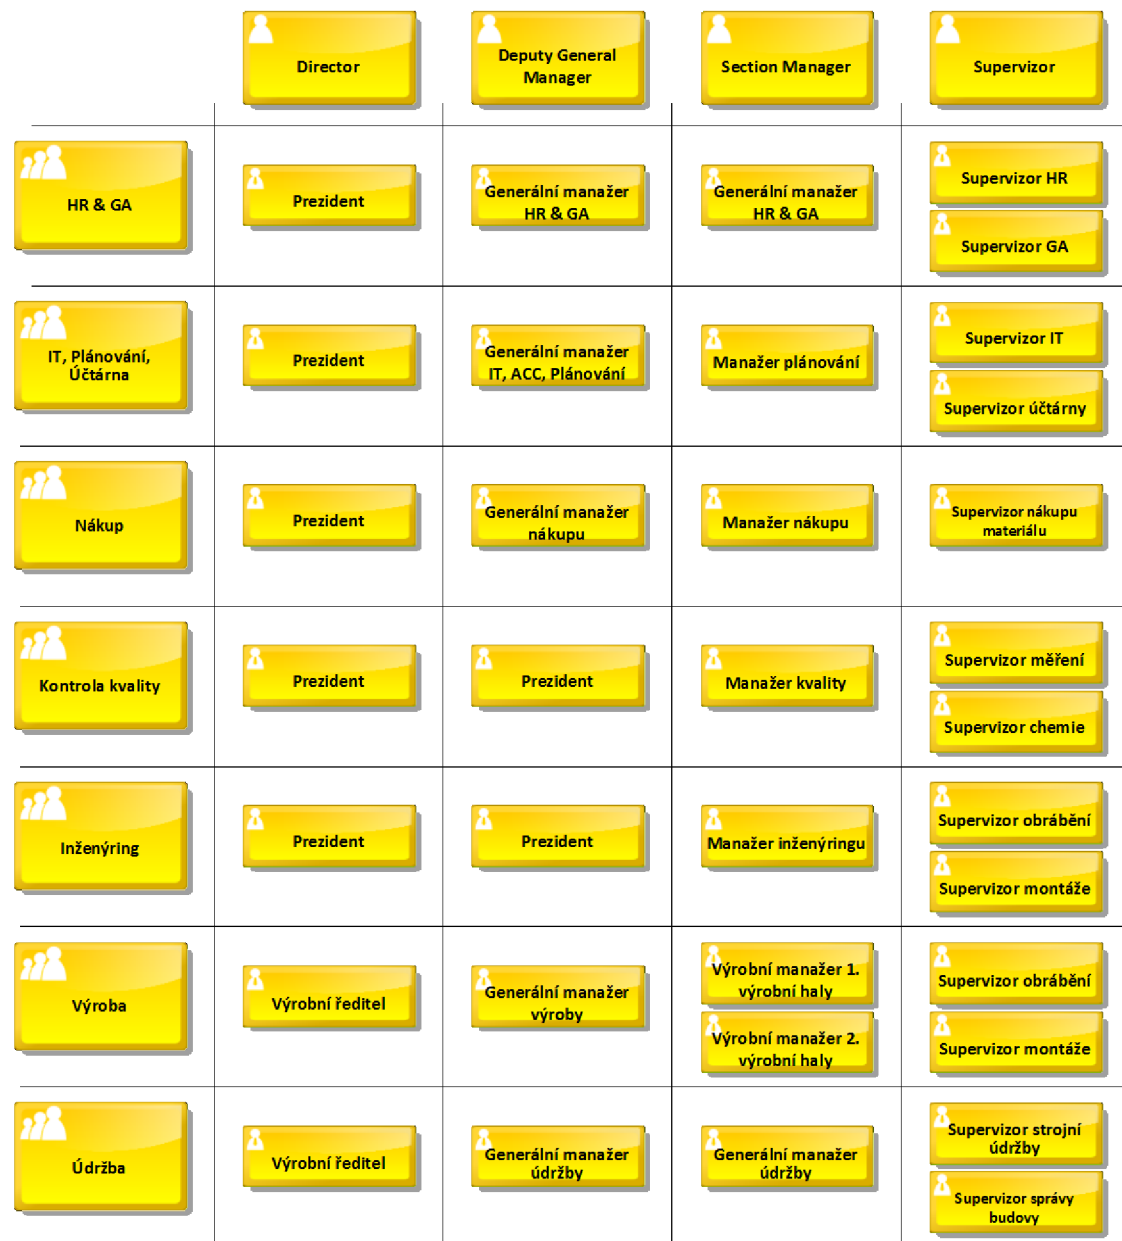 Director
Deputy General
Manager
Section Manager
Supervizor
HR & GA
Prezident
Generální manažer
HR & GA
Generální manažer
HR & GA
Supervizor HR
Supervizor GA
IT, Plánování,
Účtárna
Prezident
Generální manažer
IT, ACC, Plánování
Manažer plánování
Supervizor IT
Supervizor účtárny
Nákup
Prezident
Generální manažer
nákupu
Manažer nákupu
Supervizor nákupu
materiálu
Kontrola kvality
Prezident
Prezident
Manažer kvality
Supervizor měření
Supervizor chemie
Inženýring
Prezident
Prezident
Manažer inženýringu
Supervizor obrábění
Supervizor montáže
Výroba
Výrobní ředitel
Generální manažer
výroby
Výrobní manažer 1.
výrobní haly
Výrobní manažer 2.
výrobní haly
Supervizor obrábění
Supervizor montáže
Údržba
Výrobní ředitel
Generální manažer
údržby
Generální manažer
údržby
Supervizor strojní
údržby
Supervizor správy
budovy